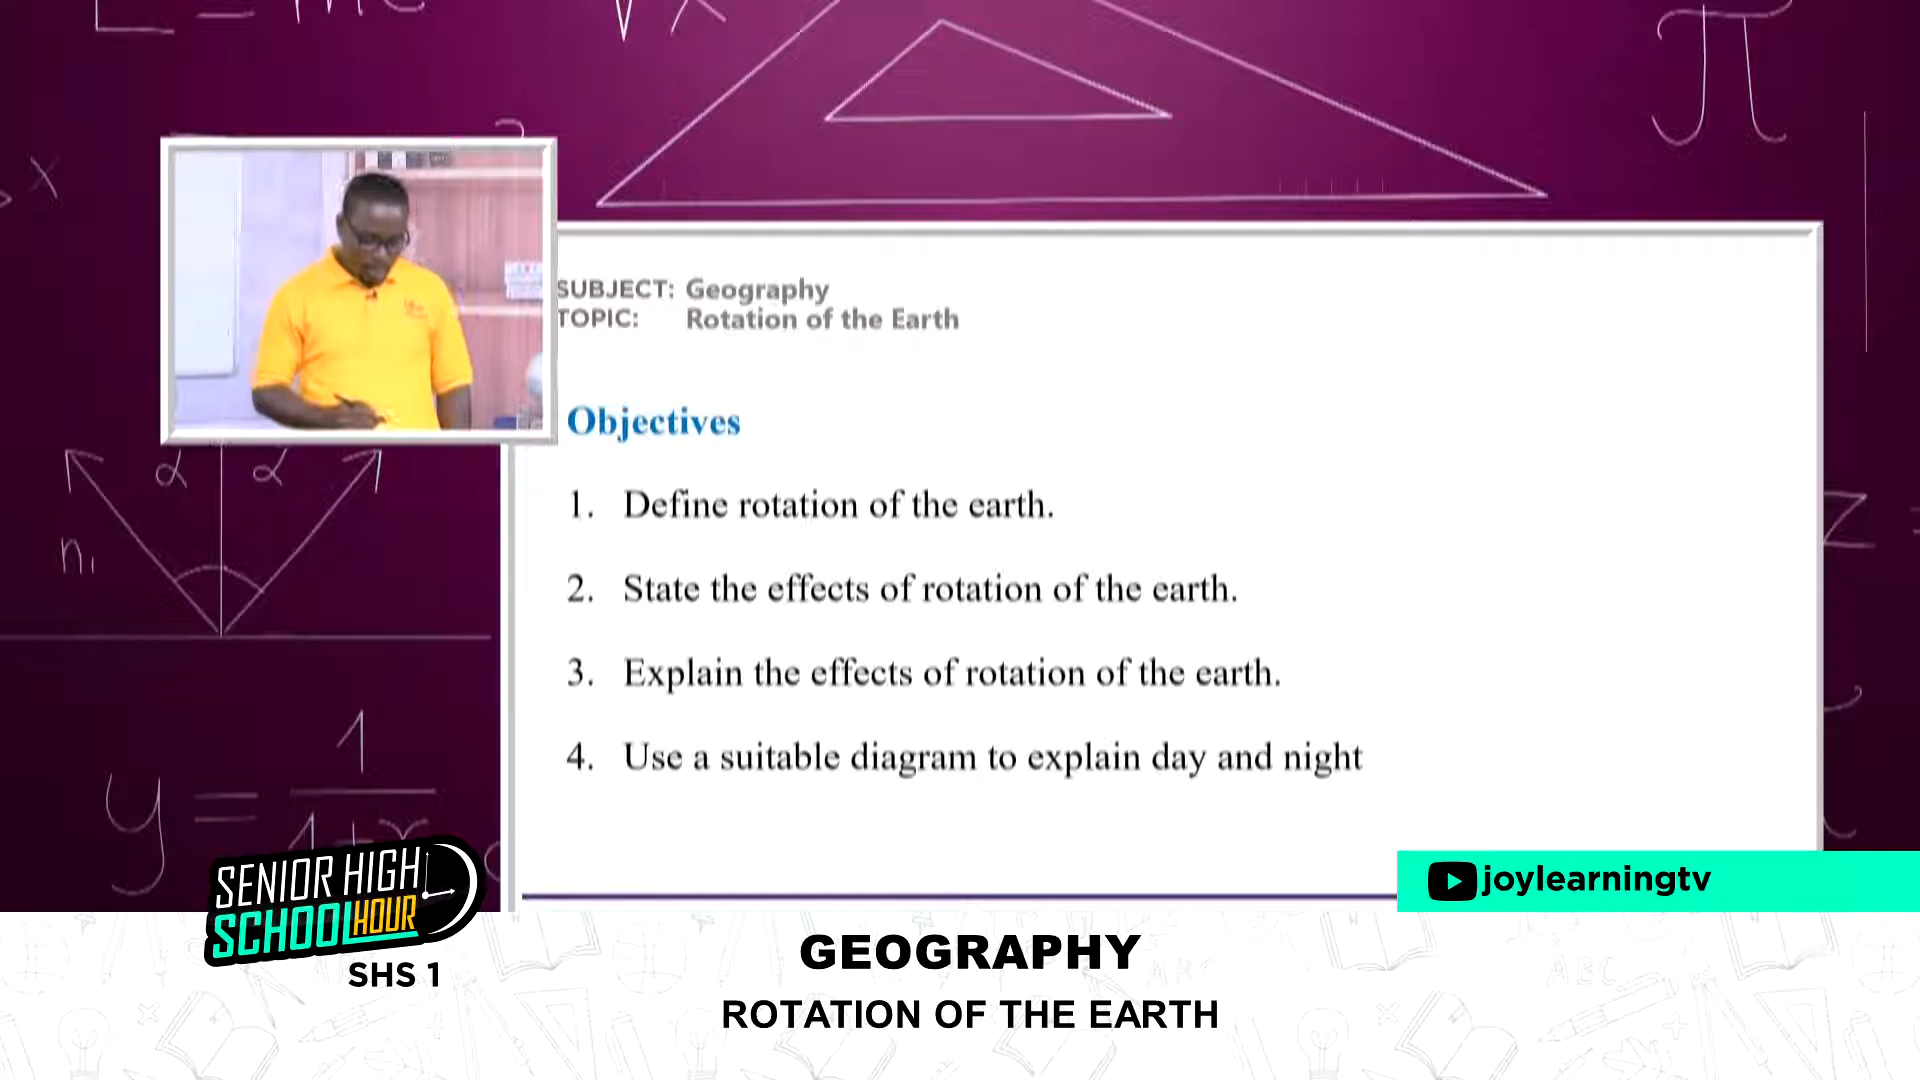 α α
n₁
π
x
y = 1
SUBJECT: Geography
TOPIC: Rotation of the Earth
Objectives
1. Define rotation of the earth.
2. State the effects of rotation of the earth.
3. Explain the effects of rotation of the earth.
4. Use a suitable diagram to explain day and night
joylearningtv
SENIOR HIGH
SCHOOL HOUR
SHS 1
GEOGRAPHY
ROTATION OF THE EARTH